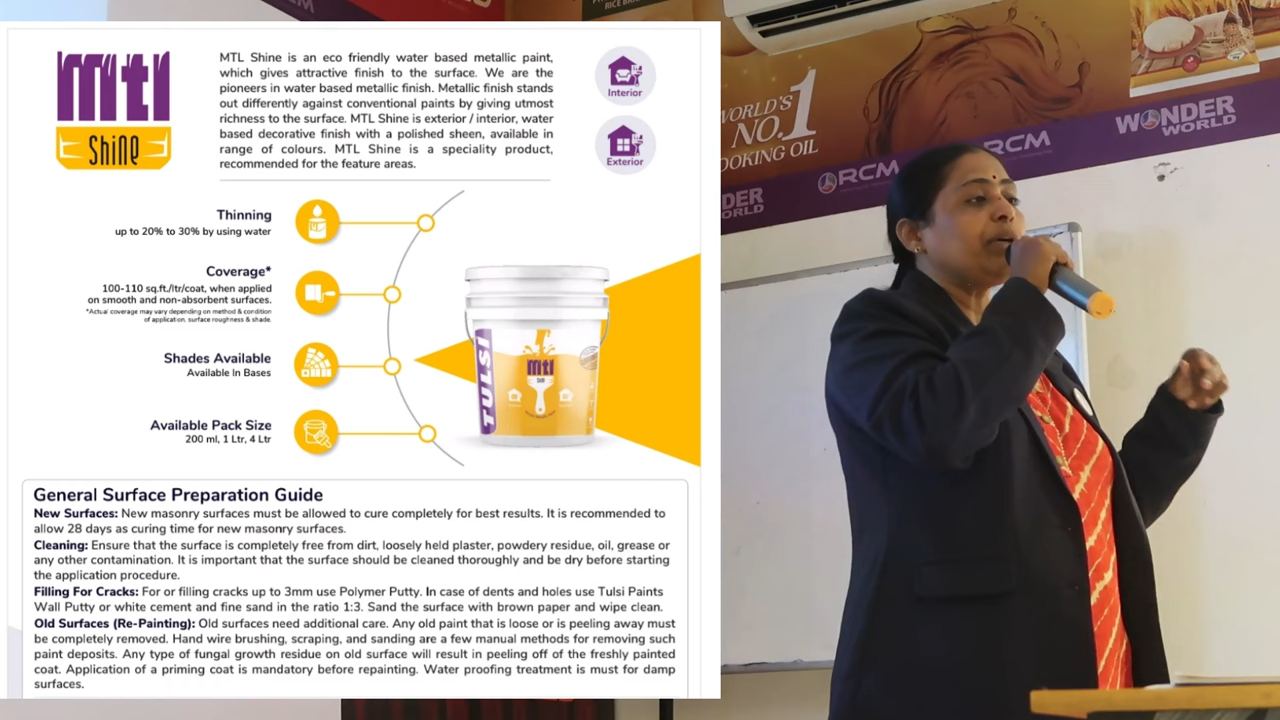 mtl
Shine
MTL Shine is an eco friendly water based metallic paint,
which gives attractive finish to the surface. We are the
pioneers in water based metallic finish. Metallic finish stands
out differently against conventional paints by giving utmost
richness to the surface. MTL Shine is exterior / interior, water
based decorative finish with a polished sheen, available in
range of colours. MTL Shine is a speciality product,
recommended for the feature areas.
Interior
Exterior
Thinning
up to 20% to 30% by using water
Coverage*
100-110 sq.ft./ltr/coat, when applied
on smooth and non-absorbent surfaces.
*Actual coverage may vary depending on method & condition
of application, surface roughness & shade.
Shades Available
Available In Bases
Available Pack Size
200 ml, 1 Ltr, 4 Ltr
TULSI
mtl
General Surface Preparation Guide
New Surfaces: New masonry surfaces must be allowed to cure completely for best results. It is recommended to
allow 28 days as curing time for new masonry surfaces.
Cleaning: Ensure that the surface is completely free from dirt, loosely held plaster, powdery residue, oil, grease or
any other contamination. It is important that the surface should be cleaned thoroughly and be dry before starting
the application procedure.
Filling For Cracks: For or filling cracks up to 3mm use Polymer Putty. In case of dents and holes use Tulsi Paints
Wall Putty or white cement and fine sand in the ratio 1:3. Sand the surface with brown paper and wipe clean.
Old Surfaces (Re-Painting): Old surfaces need additional care. Any old paint that is loose or is peeling away must
be completely removed. Hand wire brushing, scraping, and sanding are a few manual methods for removing such
paint deposits. Any type of fungal growth residue on old surface will result in peeling off of the freshly painted
coat. Application of a priming coat is mandatory before repainting. Water proofing treatment is must for damp
surfaces.
RICE BRA
CM
WORLD'S
NO.1
OOKING OIL
DER
ORLD
RCM
RCM
WONDER
WORLD